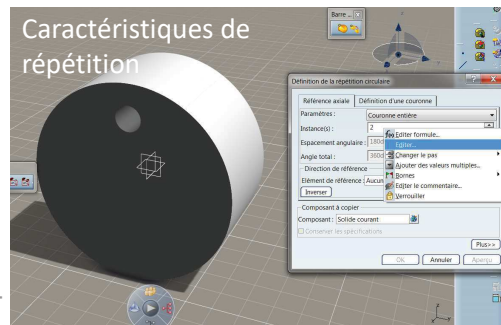 Caractéristiques de
répétition
Barre ...
Définition de la répétition circulaire
Référence axiale
Définition d'une couronne
Paramètres :
Couronne entière
Instance(s) :
2
Espacement angulaire :
180d
Angle total :
360d
Direction de référence
Elément de référence :
Aucun
Inverser
Composant à copier
Composant :
Solide courant
Conserver les spécifications
Plus>>
OK
Annuler
Aperçu
Editer formule...
Editer...
Changer le pas
Ajouter des valeurs multiples...
Bornes
Editer le commentaire...
Verrouiller